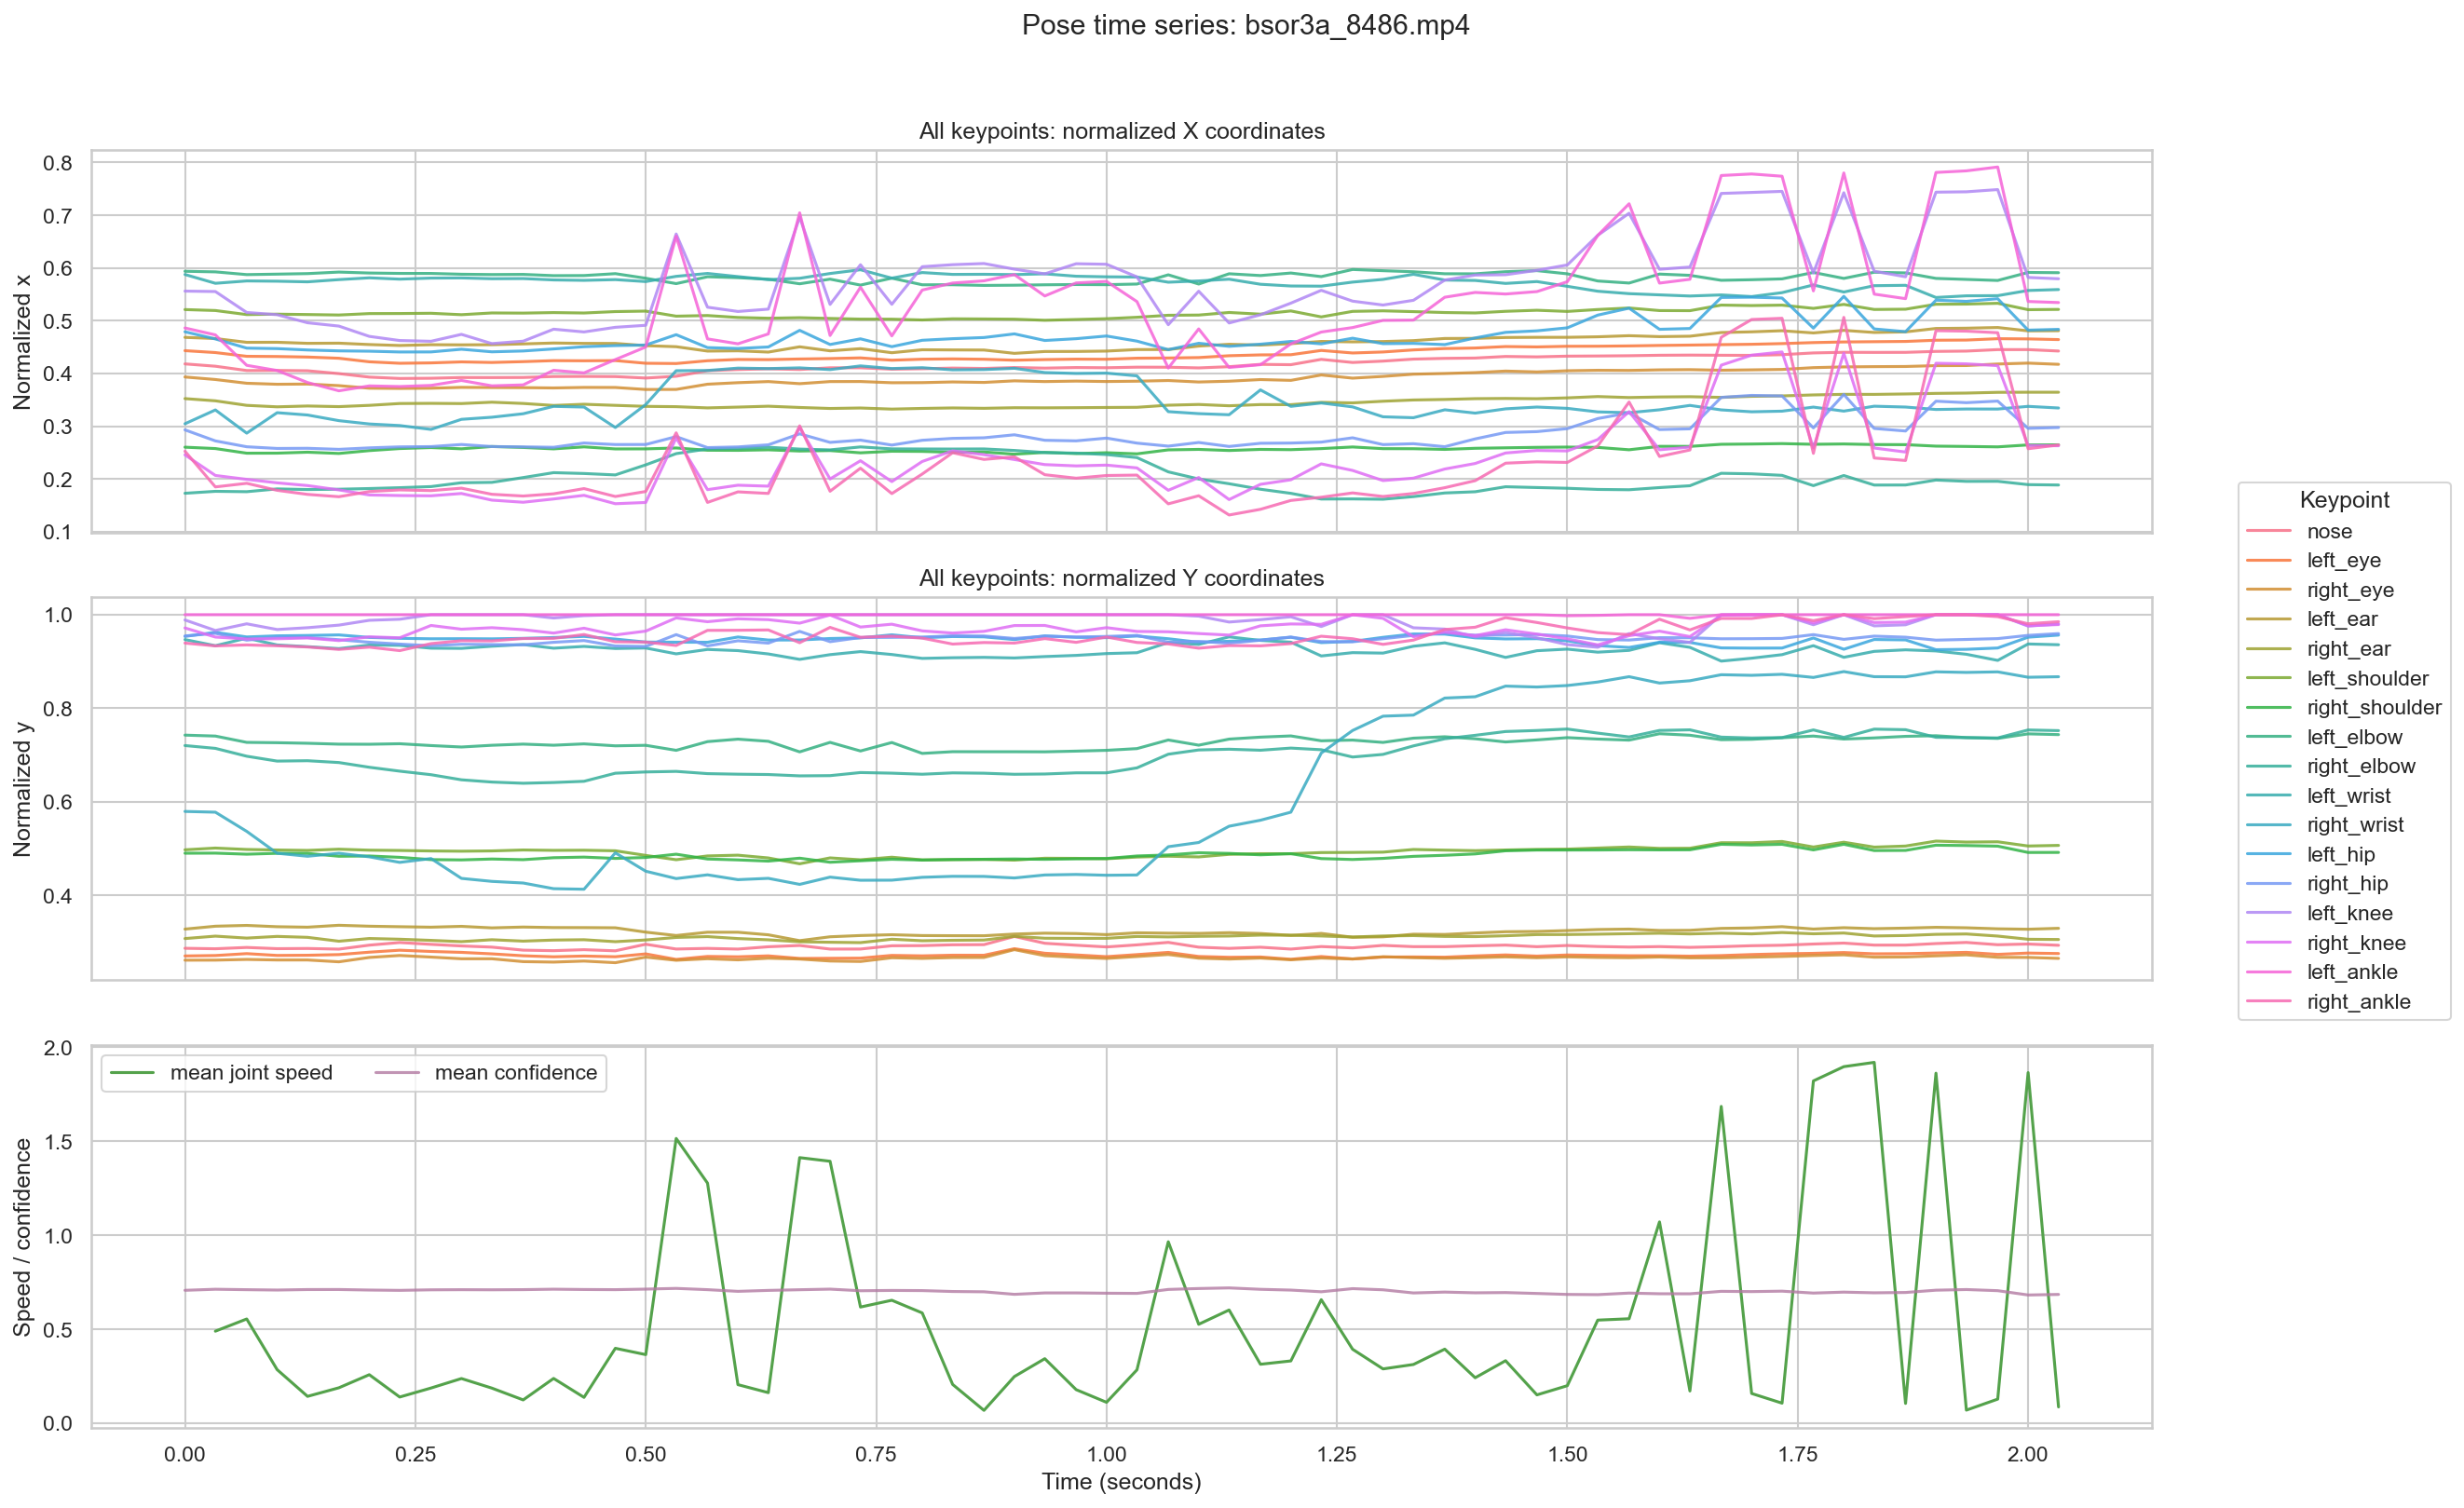 Pose time series: bsor3a_8486.mp4
All keypoints: normalized X coordinates
Normalized x
0.8
0.7
0.6
0.5
0.4
0.3
0.2
0.1
All keypoints: normalized Y coordinates
Normalized y
1.0
0.8
0.6
0.4
Keypoint
nose
left_eye
right_eye
left_ear
right_ear
left_shoulder
right_shoulder
left_elbow
right_elbow
left_wrist
right_wrist
left_hip
right_hip
left_knee
right_knee
left_ankle
right_ankle
Speed / confidence
2.0
1.5
1.0
0.5
0.0
mean joint speed
mean confidence
0.00 0.25 0.50 0.75 1.00 1.25 1.50 1.75 2.00
Time (seconds)